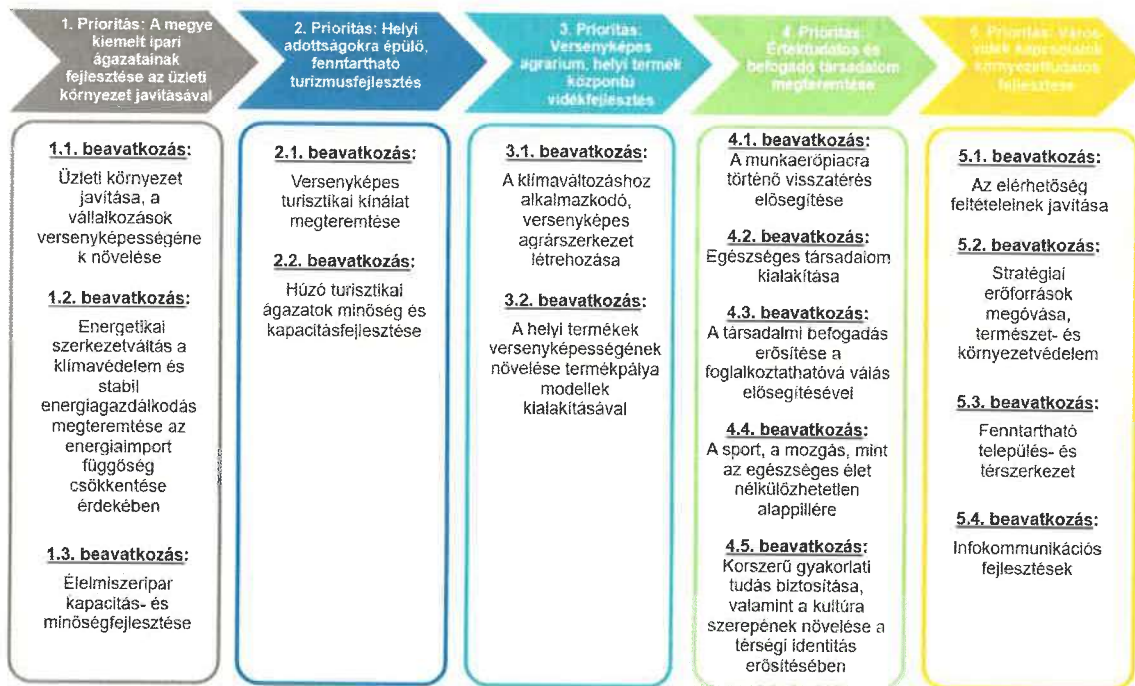 1. Prioritás: A megye
kiemelt ipari
ágazatainak
fejlesztése az üzleti
környezet javításával
1.1. beavatkozás:
Üzleti környezet
javítása, a
vállalkozások
versenyképességéne
k növelése
1.2. beavatkozás:
Energetikai
szerkezetváltás a
klímavédelem és
stabil
energiagazdálkodás
megteremtése az
energiaimport
függőség
csökkentése
érdekében
1.3. beavatkozás:
Élelmiszeripar
kapacitás- és
minőségfejlesztése
2. Prioritás: Helyi
adottságokra épülő,
fenntartható
turizmusfejlesztés
2.1. beavatkozás:
Versenyképes
turisztikai kínálat
megteremtése
2.2. beavatkozás:
Húzó turisztikai
ágazatok minőség és
kapacitásfejlesztése
3. Prioritás:
Versenyképes
agrárium, helyi termék
központú
vidékfejlesztés
3.1. beavatkozás:
A klímaváltozáshoz
alkalmazkodó,
versenyképes
agrárszerkezet
létrehozása
3.2. beavatkozás:
A helyi termékek
versenyképességének
növelése termékpálya
modellek
kialakításával
4. Prioritás:
Értéktudatos és
befogadó társadalom
megteremtése
4.1. beavatkozás:
A munkaerőpiacra
történő visszatérés
elősegítése
4.2. beavatkozás:
Egészséges társadalom
kialakítása
4.3. beavatkozás:
A társadalmi befogadás
erősítése a
foglalkoztathatóvá válás
elősegítésével
4.4. beavatkozás:
A sport, a mozgás, mint
az egészséges élet
nélkülözhetetlen
alappillére
4.5. beavatkozás:
Korszerű gyakorlati
tudás biztosítása,
valamint a kultúra
szerepének növelése a
térségi identitás
erősítésében
5. Prioritás: Város-
vidék kapcsolatok
környezettudatos
fejlesztése
5.1. beavatkozás:
Az elérhetőség
feltételeinek javítása
5.2. beavatkozás:
Stratégiai
erőforrások
megóvása,
természet- és
környezetvédelem
5.3. beavatkozás:
Fenntartható
település- és
térszerkezet
5.4. beavatkozás:
Infokommunikációs
fejlesztések